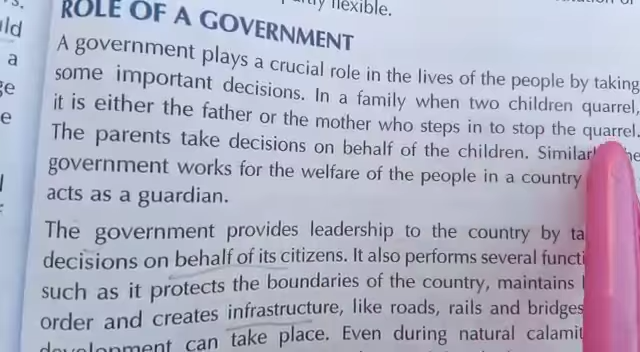 flexible.
ROLE OF A GOVERNMENT
A government plays a crucial role in the lives of the people by taking
some important decisions. In a family when two children quarrel,
it is either the father or the mother who steps in to stop the quarrel.
The parents take decisions on behalf of the children.
government works for the welfare of the people in a country
acts as a guardian.
The government provides leadership to the country by
decisions on behalf of its citizens. It also performs several
such as it protects the boundaries of the country, maintains
order and creates infrastructure, like roads, rails and bridges
can take place. Even during natural